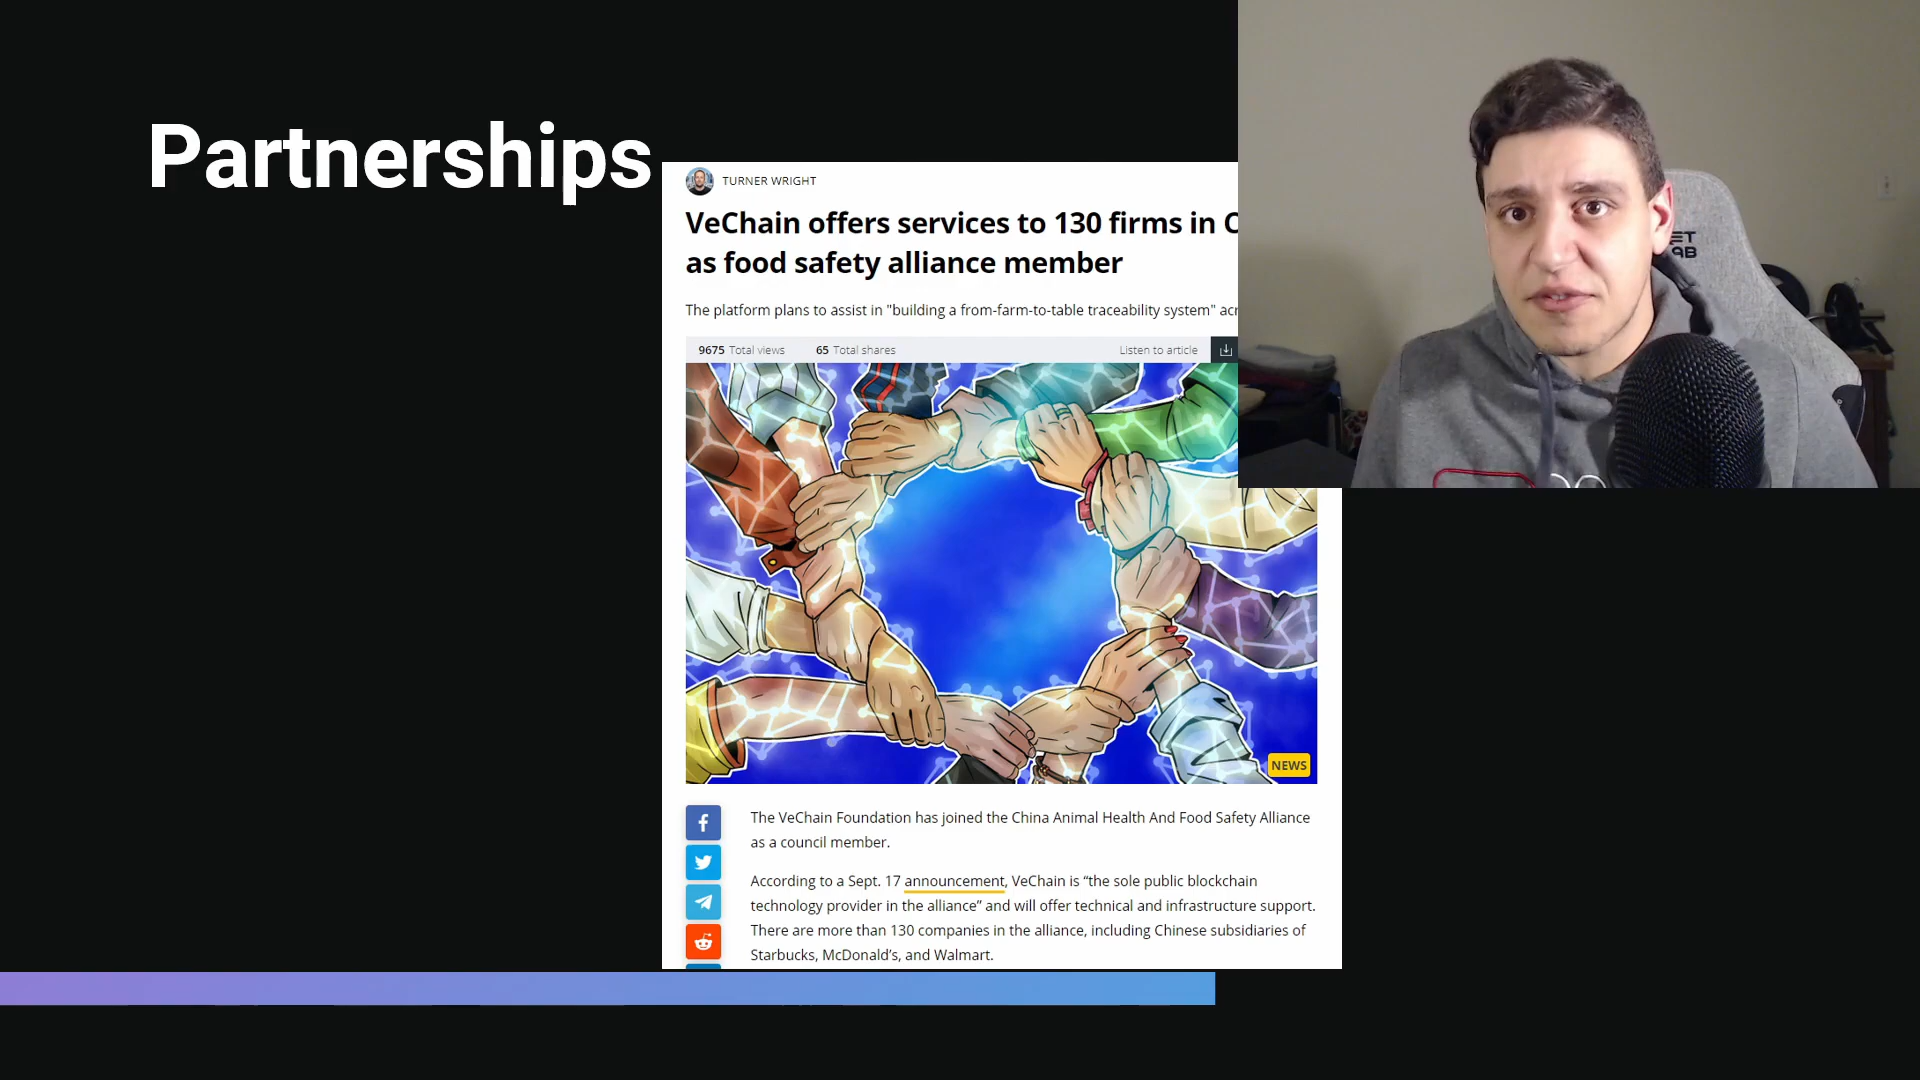 Partnerships
TURNER WRIGHT
VeChain offers services to 130 firms in
as food safety alliance member
The platform plans to assist in "building a from-farm-to-table traceability system"
9675 Total views 65 Total shares Listen to article
NEWS
The VeChain Foundation has joined the China Animal Health And Food Safety Alliance
as a council member.
According to a Sept. 17 announcement, VeChain is “the sole public blockchain
technology provider in the alliance” and will offer technical and infrastructure support.
There are more than 130 companies in the alliance, including Chinese subsidiaries of
Starbucks, McDonald’s, and Walmart.